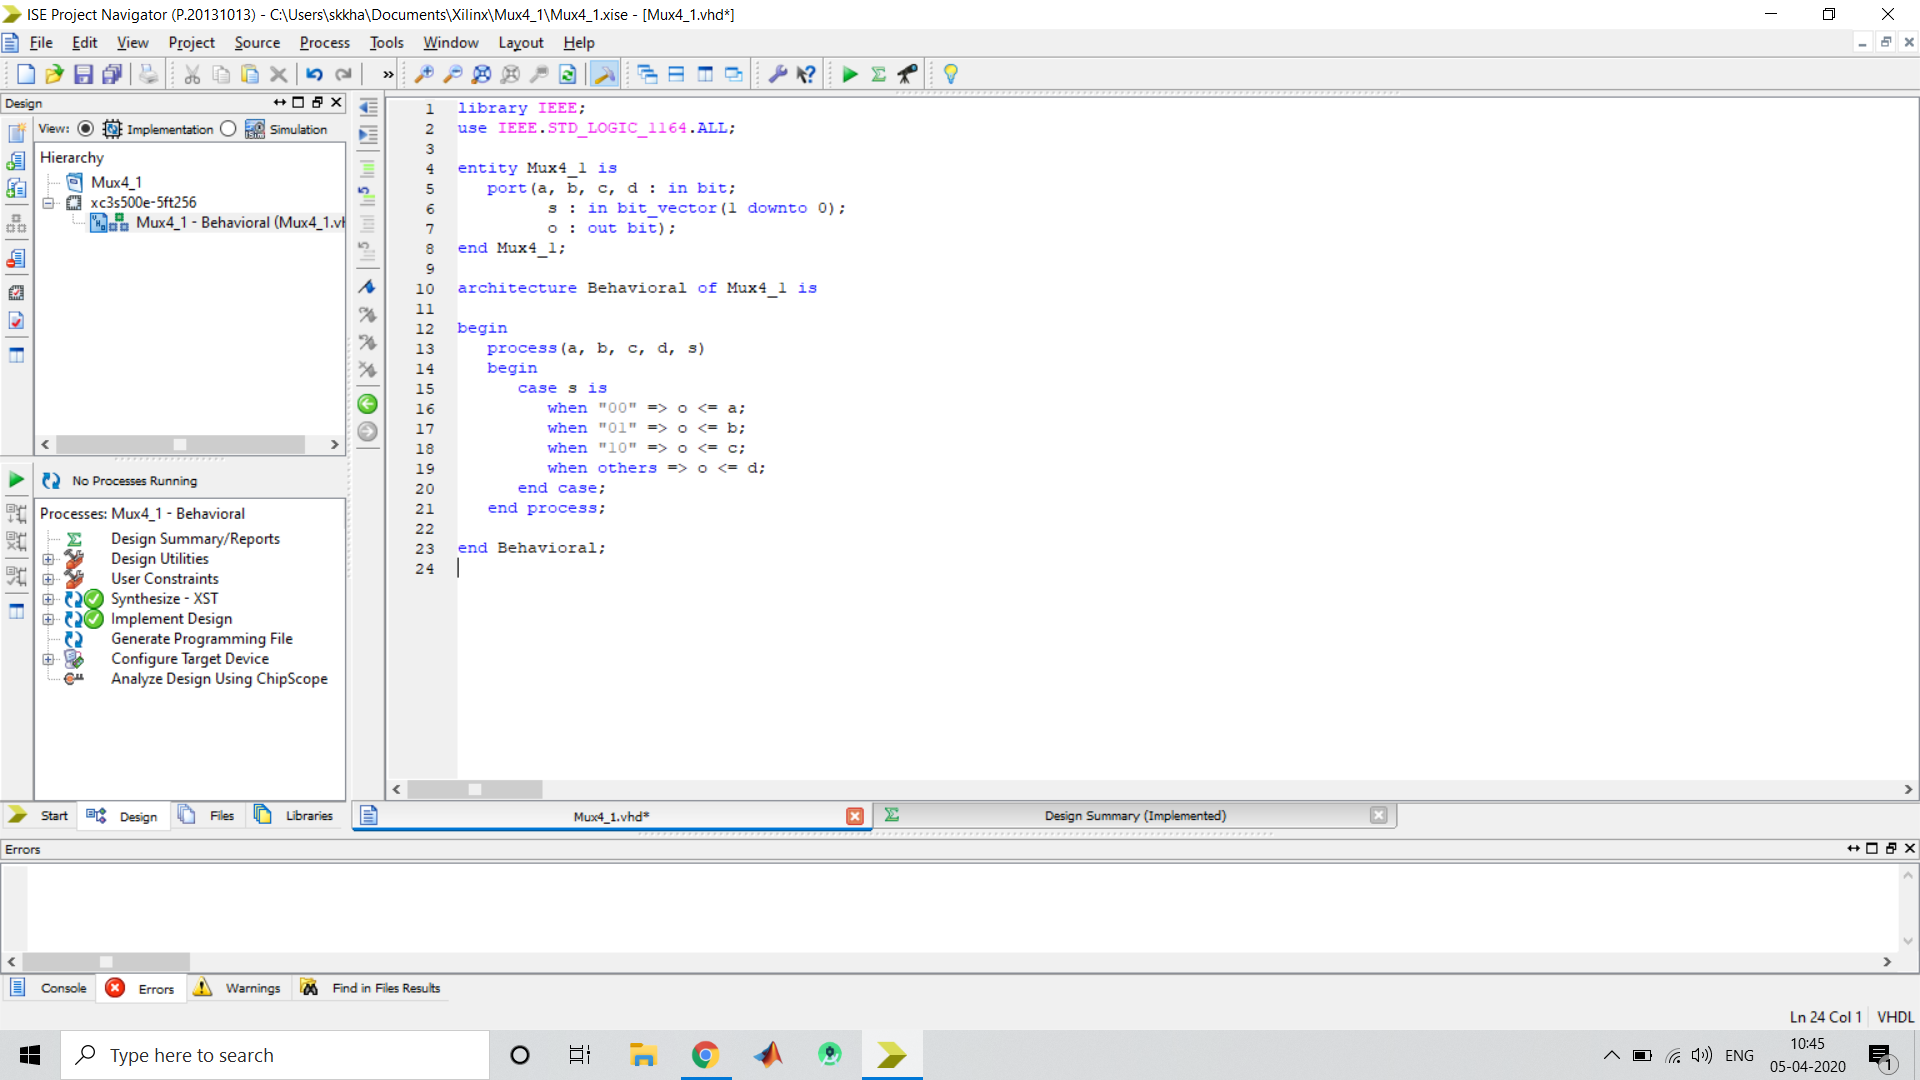 ISE Project Navigator (P.20131013) - C:\Users\skkha\Documents\Xilinx\Mux4_1\Mux4_1.xise - [Mux4_1.vhd*]
File Edit View Project Source Process Tools Window Layout Help
Design
View: Implementation Simulation
Hierarchy
Mux4_1
xc3s500e-5ft256
Mux4_1 - Behavioral (Mux4_1.vh
No Processes Running
Processes: Mux4_1 - Behavioral
Design Summary/Reports
Design Utilities
User Constraints
Synthesize - XST
Implement Design
Generate Programming File
Configure Target Device
Analyze Design Using ChipScope
Start Design Files Libraries
1 library IEEE;
2 use IEEE.STD_LOGIC_1164.ALL;
3
4 entity Mux4_1 is
5 port(a, b, c, d : in bit;
6 s : in bit_vector(1 downto 0);
7 o : out bit);
8 end Mux4_1;
9
10 architecture Behavioral of Mux4_1 is
11
12 begin
13 process(a, b, c, d, s)
14 begin
15 case s is
16 when "00" => o <= a;
17 when "01" => o <= b;
18 when "10" => o <= c;
19 when others => o <= d;
20 end case;
21 end process;
22
23 end Behavioral;
24
Mux4_1.vhd* Design Summary (Implemented)
Errors
Console Errors Warnings Find in Files Results
Ln 24 Col 1 VHDL
Type here to search
ENG
10:45
05-04-2020
1